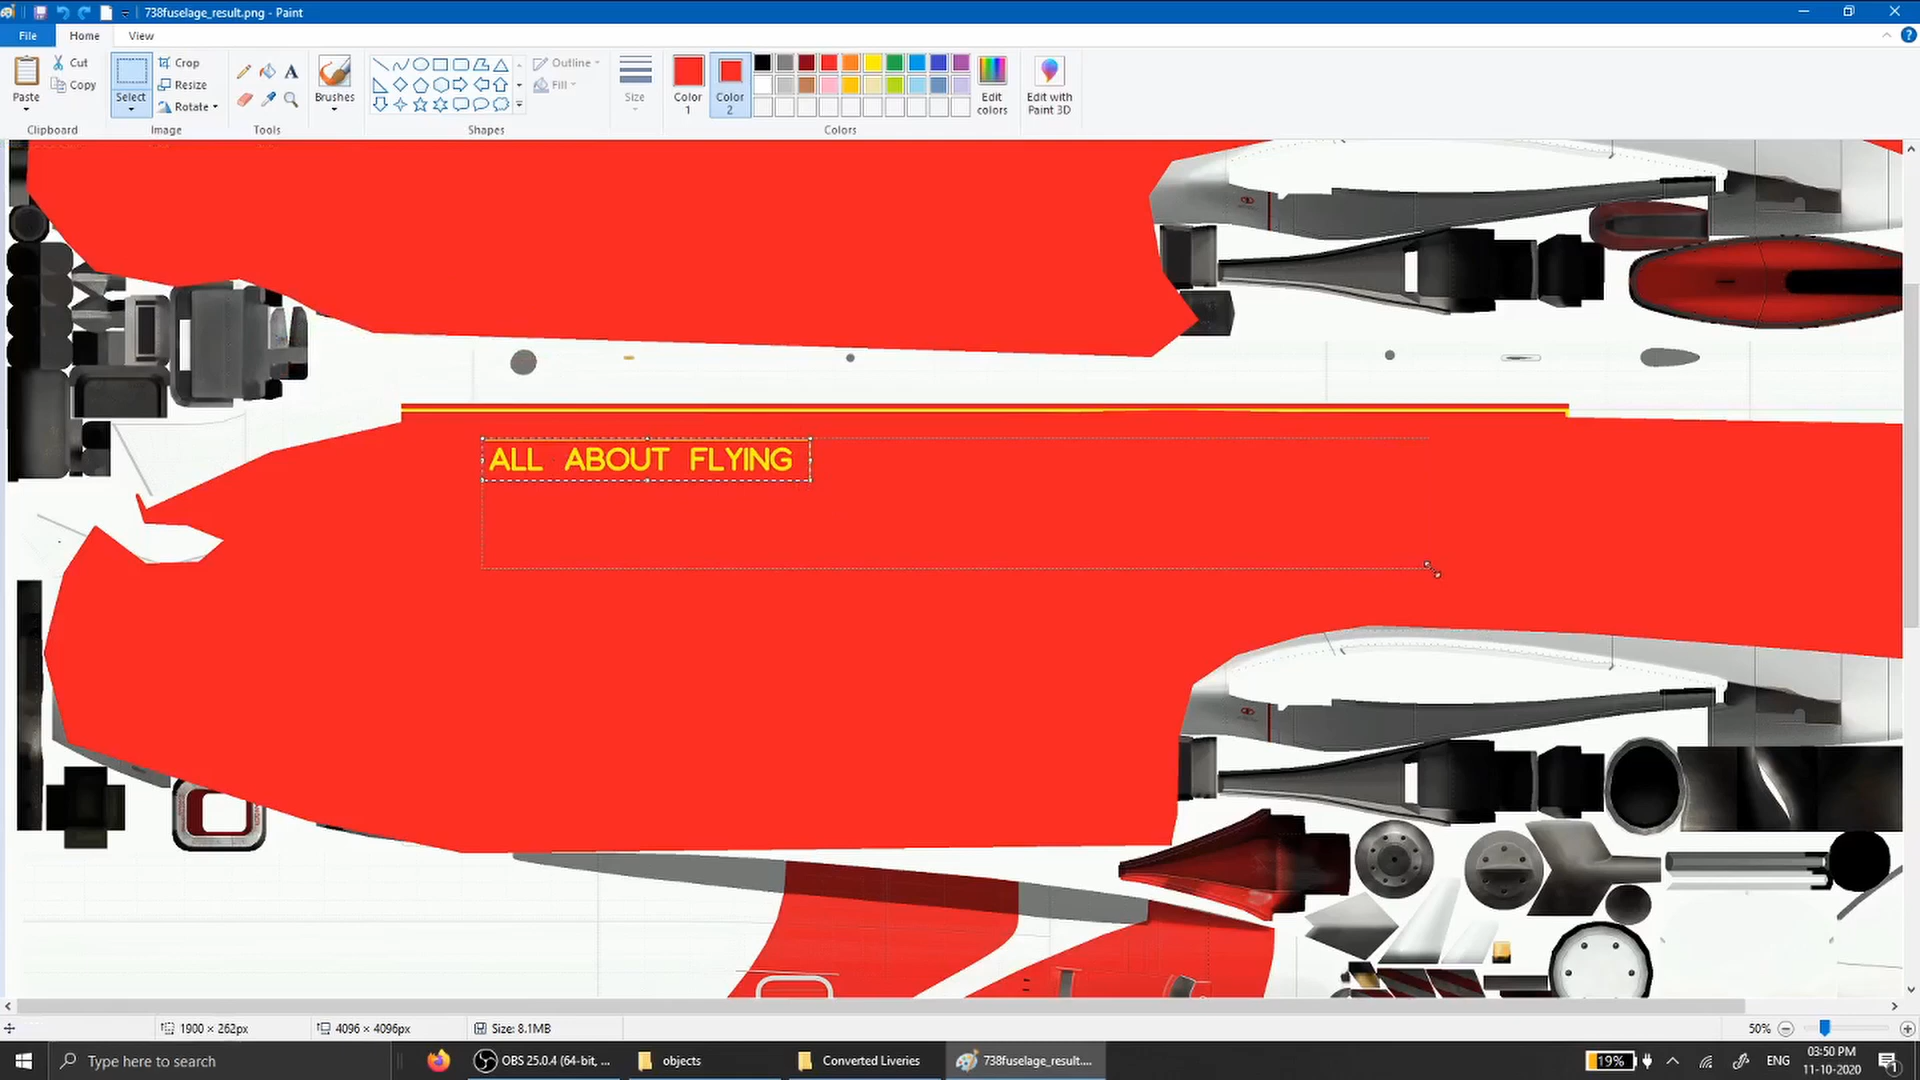 738fuselage_result.png - Paint
File
Home
View
Paste
Cut
Copy
Clipboard
Select
Crop
Resize
Rotate
Image
A
Tools
Brushes
Shapes
Outline
Fill
Size
Color
1
Color
2
Colors
Edit
colors
Edit with
Paint 3D
ALL ABOUT FLYING
1900 × 262px
4096 × 4096px
Size: 8.1MB
50%
Type here to search
OBS 25.0.4 (64-bit, ...
objects
Converted Liveries
738fuselage_result....
19%
ENG
03:50 PM
11-10-2020
1